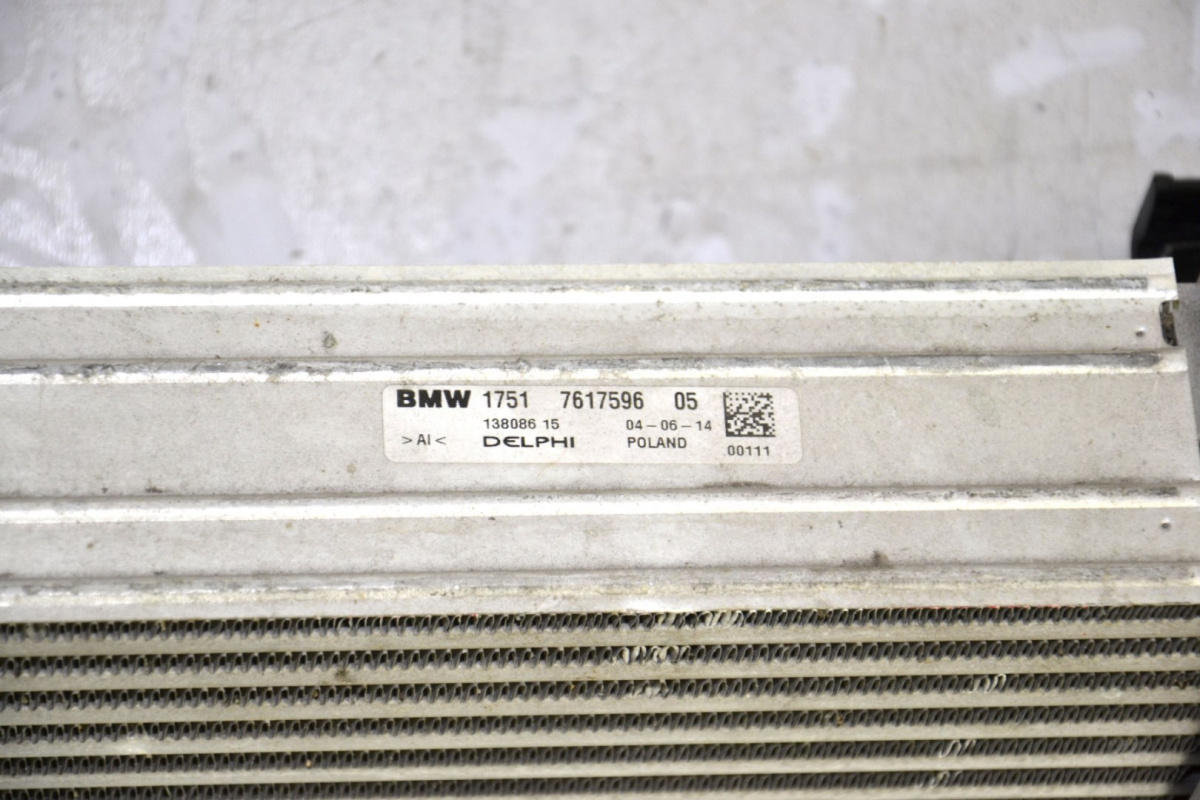 BMW 1751 7617596 05
138086 15 04-06-14
>Al< DELPHI POLAND
00111